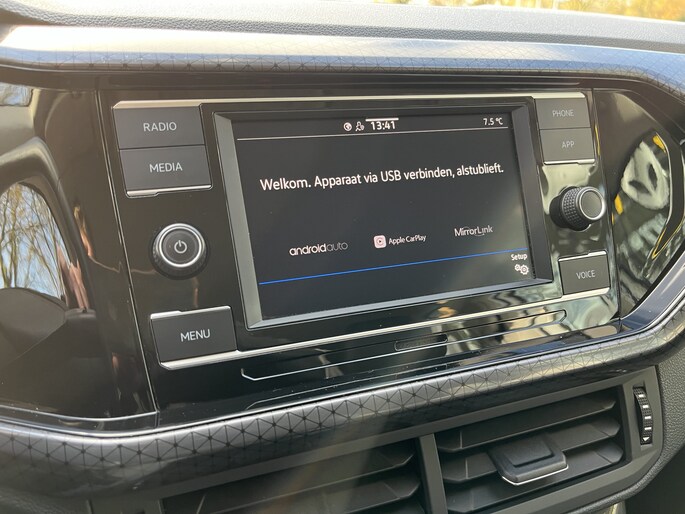 RADIO
MEDIA
MENU
13:41
7.5 °C
Welkom. Apparaat via USB verbinden, alstublieft.
androidauto
Apple CarPlay
MirrorLink
Setup
PHONE
APP
VOICE